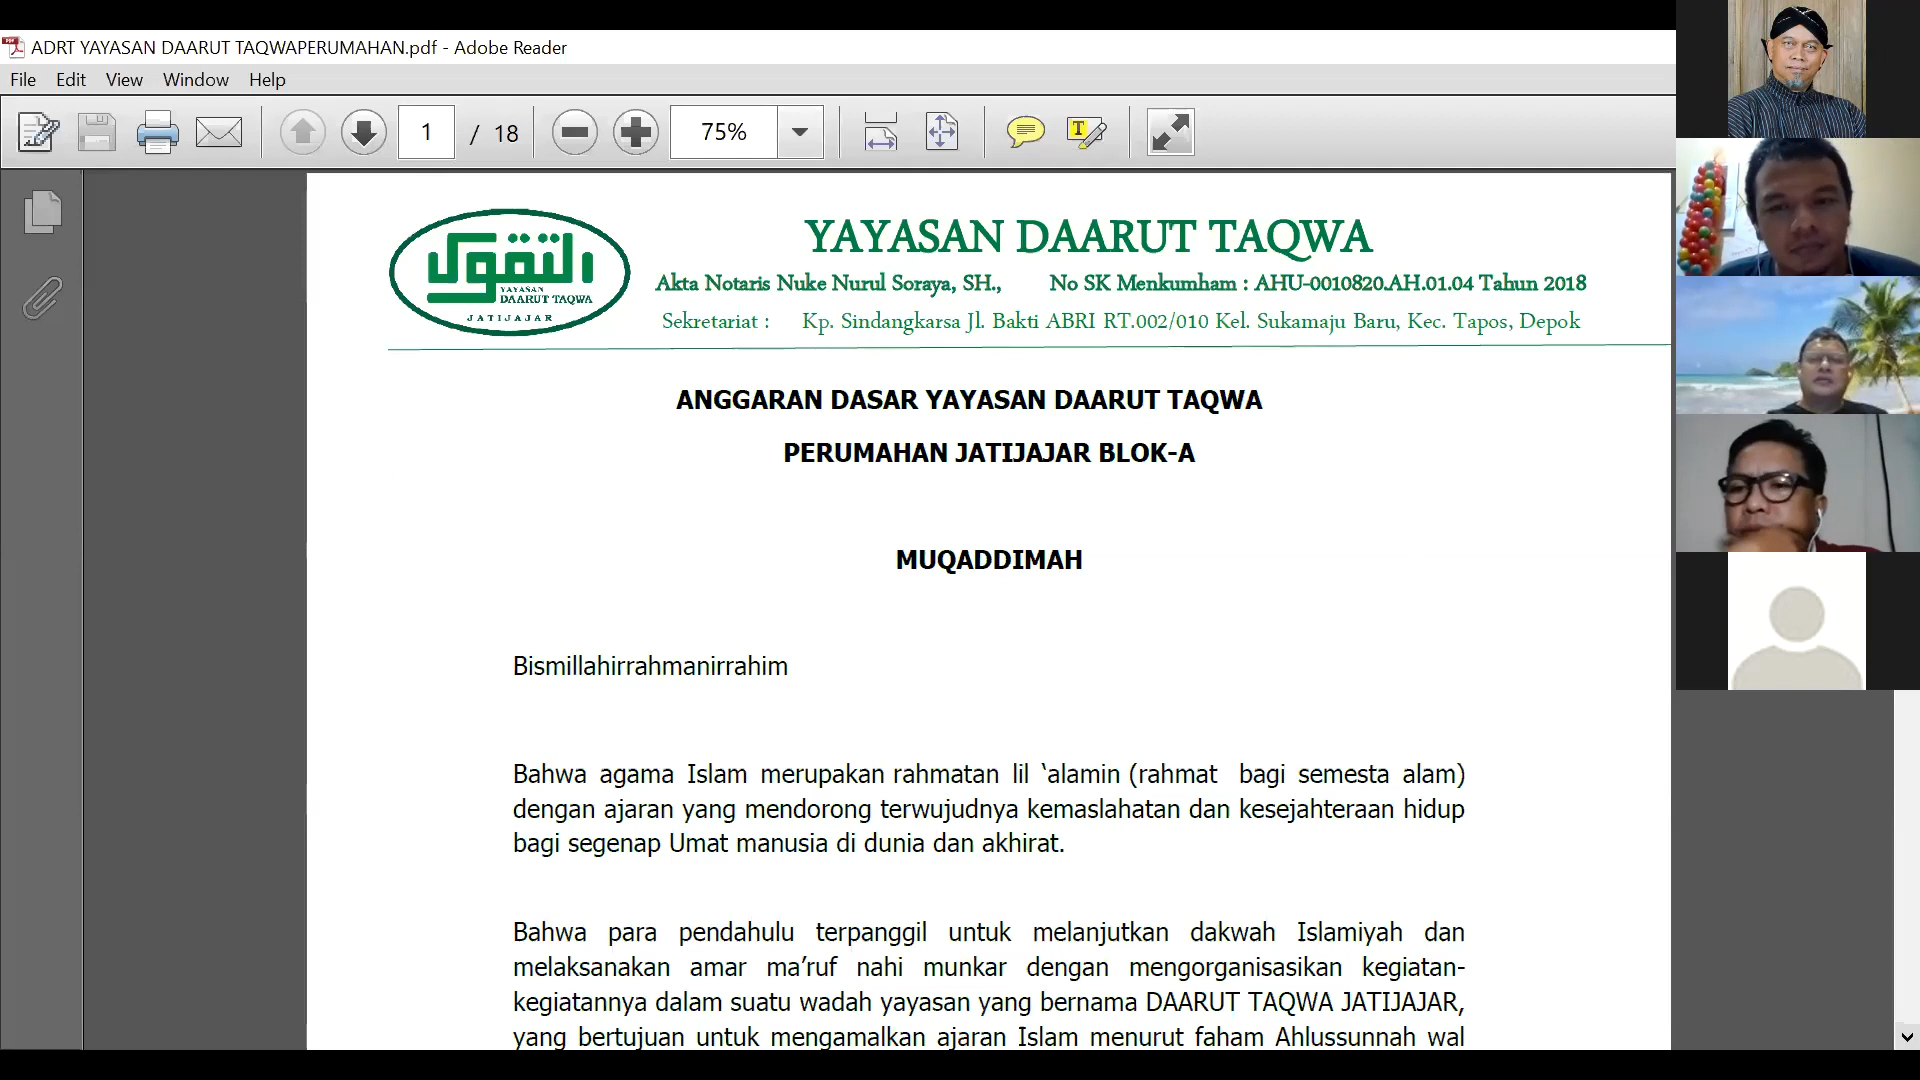 ADRT YAYASAN DAARUT TAQWAPERUMAHAN.pdf - Adobe Reader
File Edit View Window Help
1 / 18 75%
التقوى
YAYASAN
DAARUT TAQWA
JATIJAJAR
YAYASAN DAARUT TAQWA
Akta Notaris Nuke Nurul Soraya, SH., No SK Menkumham : AHU-0010820.AH.01.04 Tahun 2018
Sekretariat : Kp. Sindangkarsa Jl. Bakti ABRI RT.002/010 Kel. Sukamaju Baru, Kec. Tapos, Depok
ANGGARAN DASAR YAYASAN DAARUT TAQWA
PERUMAHAN JATIJAJAR BLOK-A
MUQADDIMAH
Bismillahirrahmanirrahim
Bahwa agama Islam merupakan rahmatan lil ‘alamin (rahmat bagi semesta alam)
dengan ajaran yang mendorong terwujudnya kemaslahatan dan kesejahteraan hidup
bagi segenap Umat manusia di dunia dan akhirat.
Bahwa para pendahulu terpanggil untuk melanjutkan dakwah Islamiyah dan
melaksanakan amar ma’ruf nahi munkar dengan mengorganisasikan kegiatan-
kegiatannya dalam suatu wadah yayasan yang bernama DAARUT TAQWA JATIJAJAR,
yang bertujuan untuk mengamalkan ajaran Islam menurut faham Ahlussunnah wal